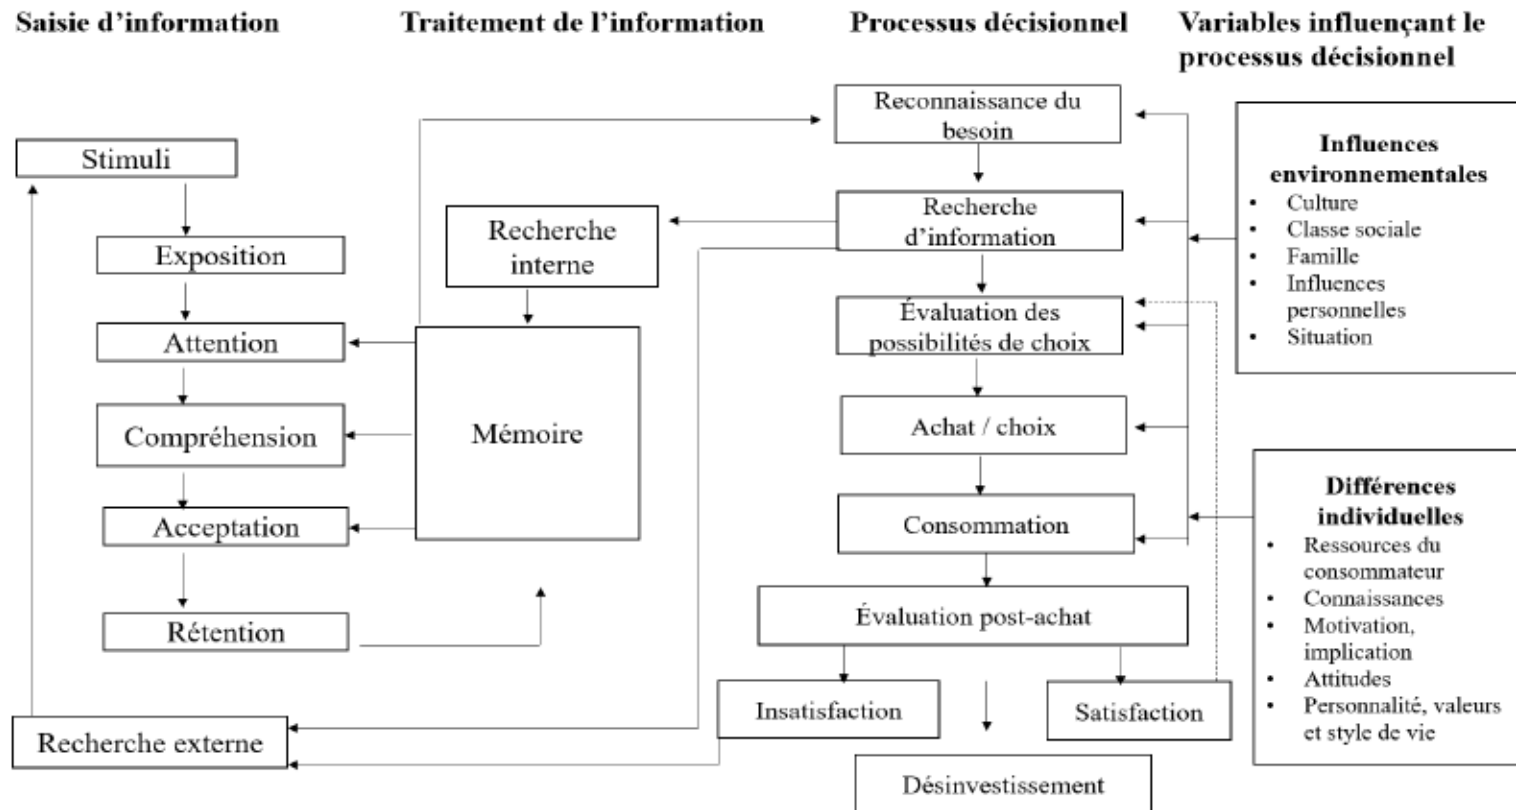 Saisie d’information
Traitement de l’information
Processus décisionnel
Variables influençant le
processus décisionnel
Stimuli
Exposition
Attention
Compréhension
Acceptation
Rétention
Recherche externe
Recherche
interne
Mémoire
Reconnaissance du
besoin
Recherche
d’information
Évaluation des
possibilités de choix
Achat / choix
Consommation
Évaluation post-achat
Insatisfaction
Satisfaction
Désinvestissement
Influences
environnementales
• Culture
• Classe sociale
• Famille
• Influences
personnelles
• Situation
Différences
individuelles
• Ressources du
consommateur
• Connaissances
• Motivation,
implication
• Attitudes
• Personnalité, valeurs
et style de vie